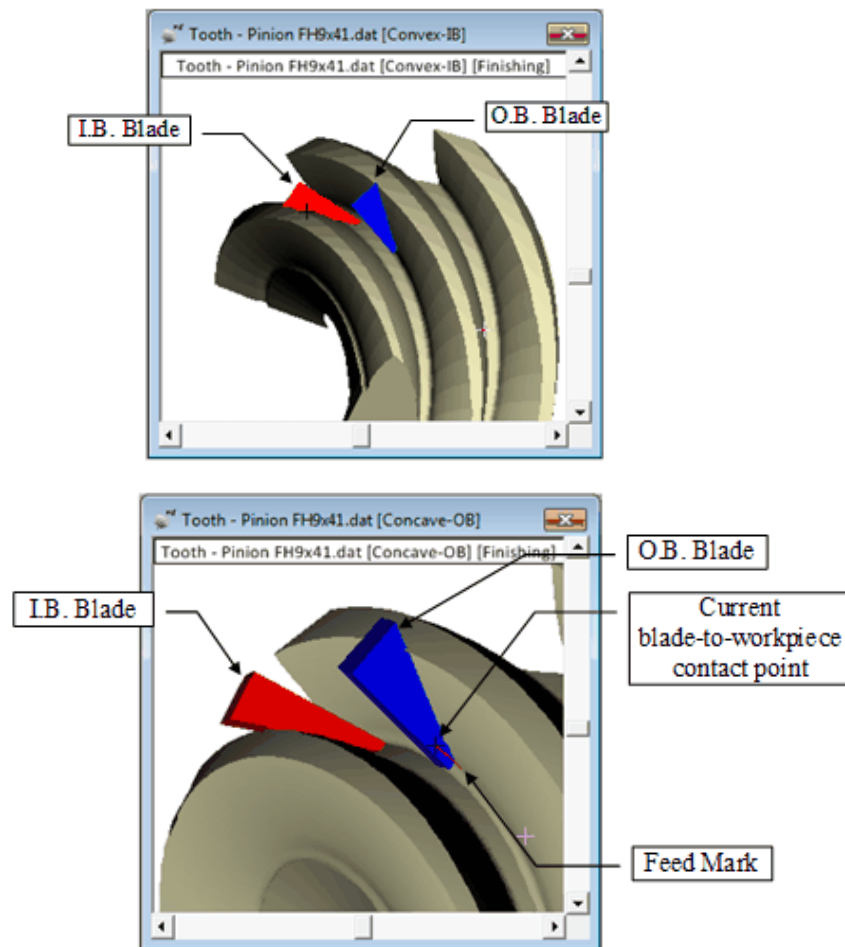 Tooth - Pinion FH9x41.dat [Convex-IB]
Tooth - Pinion FH9x41.dat [Convex-IB] [Finishing]
I.B. Blade
O.B. Blade
Tooth - Pinion FH9x41.dat [Concave-OB]
Tooth - Pinion FH9x41.dat [Concave-OB] [Finishing]
O.B. Blade
I.B. Blade
Current
blade-to-workpiece
contact point
Feed Mark